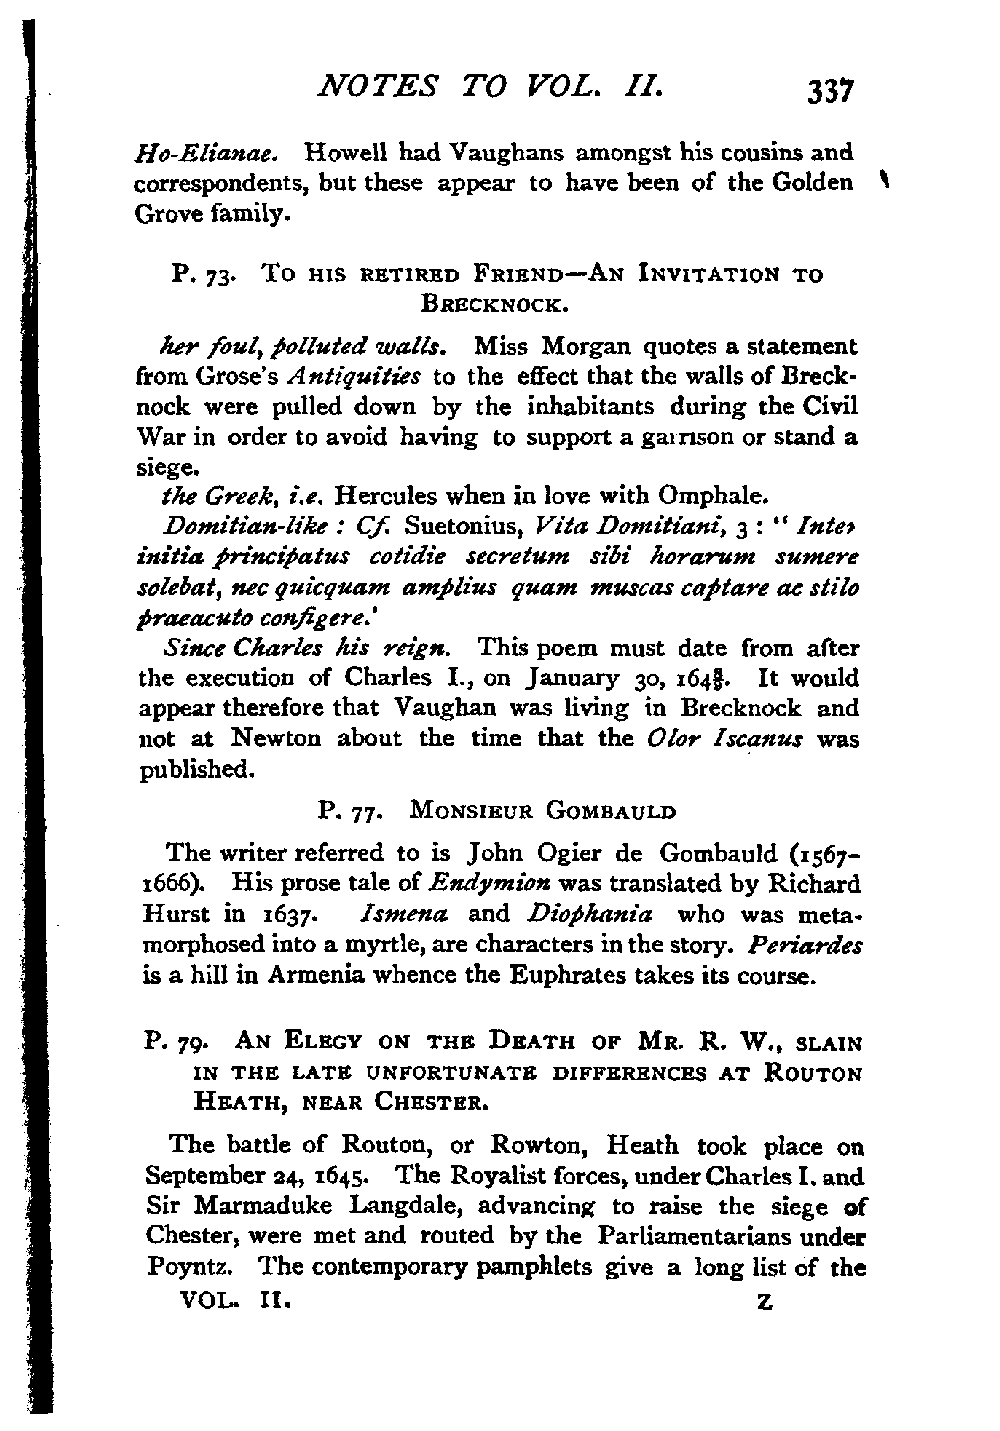 NOTES TO VOL. II. 337
Ho-Elianae. Howell had Vaughans amongst his cousins and
correspondents, but these appear to have been of the Golden
Grove family.
P. 73. To his retired Friend—An Invitation to
Brecknock.
her foul, polluted walls. Miss Morgan quotes a statement
from Grose's Antiquities to the effect that the walls of Breck-
nock were pulled down by the inhabitants during the Civil
War in order to avoid having to support a garrison or stand a
siege.
the Greek, i.e. Hercules when in love with Omphale.
Domitian-like : Cf. Suetonius, Vita Domitiani, 3 : " Inter
initia principatus cotidie secretum sibi horarum sumere
solebat, nec quicquam amplius quam muscas captare ac stilo
praeacuto configere.'
Since Charles his reign. This poem must date from after
the execution of Charles I., on January 30, 164 8/9. It would
appear therefore that Vaughan was living in Brecknock and
not at Newton about the time that the Olor Iscanus was
published.
P. 77. Monsieur Gombauld
The writer referred to is John Ogier de Gombauld (1567-
1666). His prose tale of Endymion was translated by Richard
Hurst in 1637. Ismena and Diophania who was meta-
morphosed into a myrtle, are characters in the story. Periardes
is a hill in Armenia whence the Euphrates takes its course.
P. 79. An Elegy on the Death of Mr. R. W., slain
in the late unfortunate differences at Routon
Heath, near Chester.
The battle of Routon, or Rowton, Heath took place on
September 24, 1645. The Royalist forces, under Charles I. and
Sir Marmaduke Langdale, advancing to raise the siege of
Chester, were met and routed by the Parliamentarians under
Poyntz. The contemporary pamphlets give a long list of the
VOL. II. Z